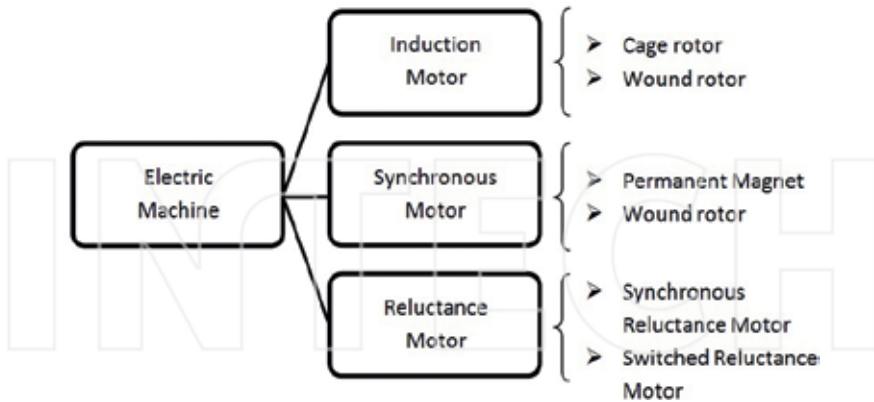 Electric
Machine
Induction
Motor
Cage rotor
Wound rotor
Synchronous
Motor
Permanent Magnet
Wound rotor
Reluctance
Motor
Synchronous
Reluctance Motor
Switched Reluctance
Motor
INTECH